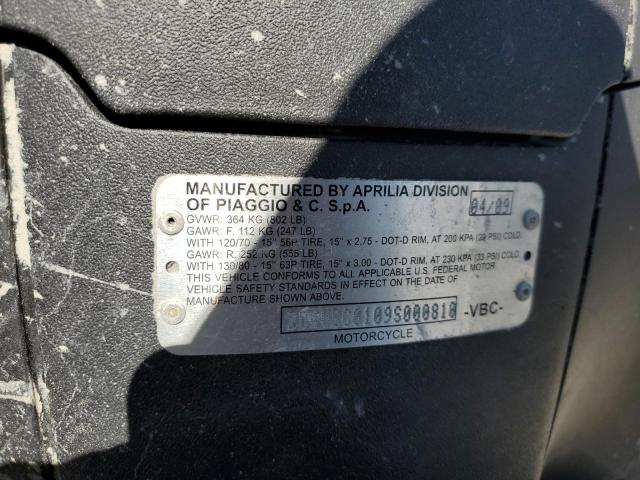 MANUFACTURED BY APRILIA DIVISION
OF PIAGGIO & C. S.p.A. 04/09
GVWR: 364 KG (802 LB)
GAWR: F. 112 KG (247 LB)
WITH 120/70 - 15" 56P TIRE, 15" x 2.75 - DOT-D RIM, AT 200 KPA (29 PSI) COLD.
GAWR: R. 252 KG (555 LB)
WITH 130/80 - 15" 63P TIRE, 15" x 3.00 - DOT-D RIM, AT 230 KPA (33 PSI) COLD.
THIS VEHICLE CONFORMS TO ALL APPLICABLE U.S. FEDERAL MOTOR
VEHICLE SAFETY STANDARDS IN EFFECT ON THE DATE OF
MANUFACTURE SHOWN ABOVE.
-VBC-
MOTORCYCLE